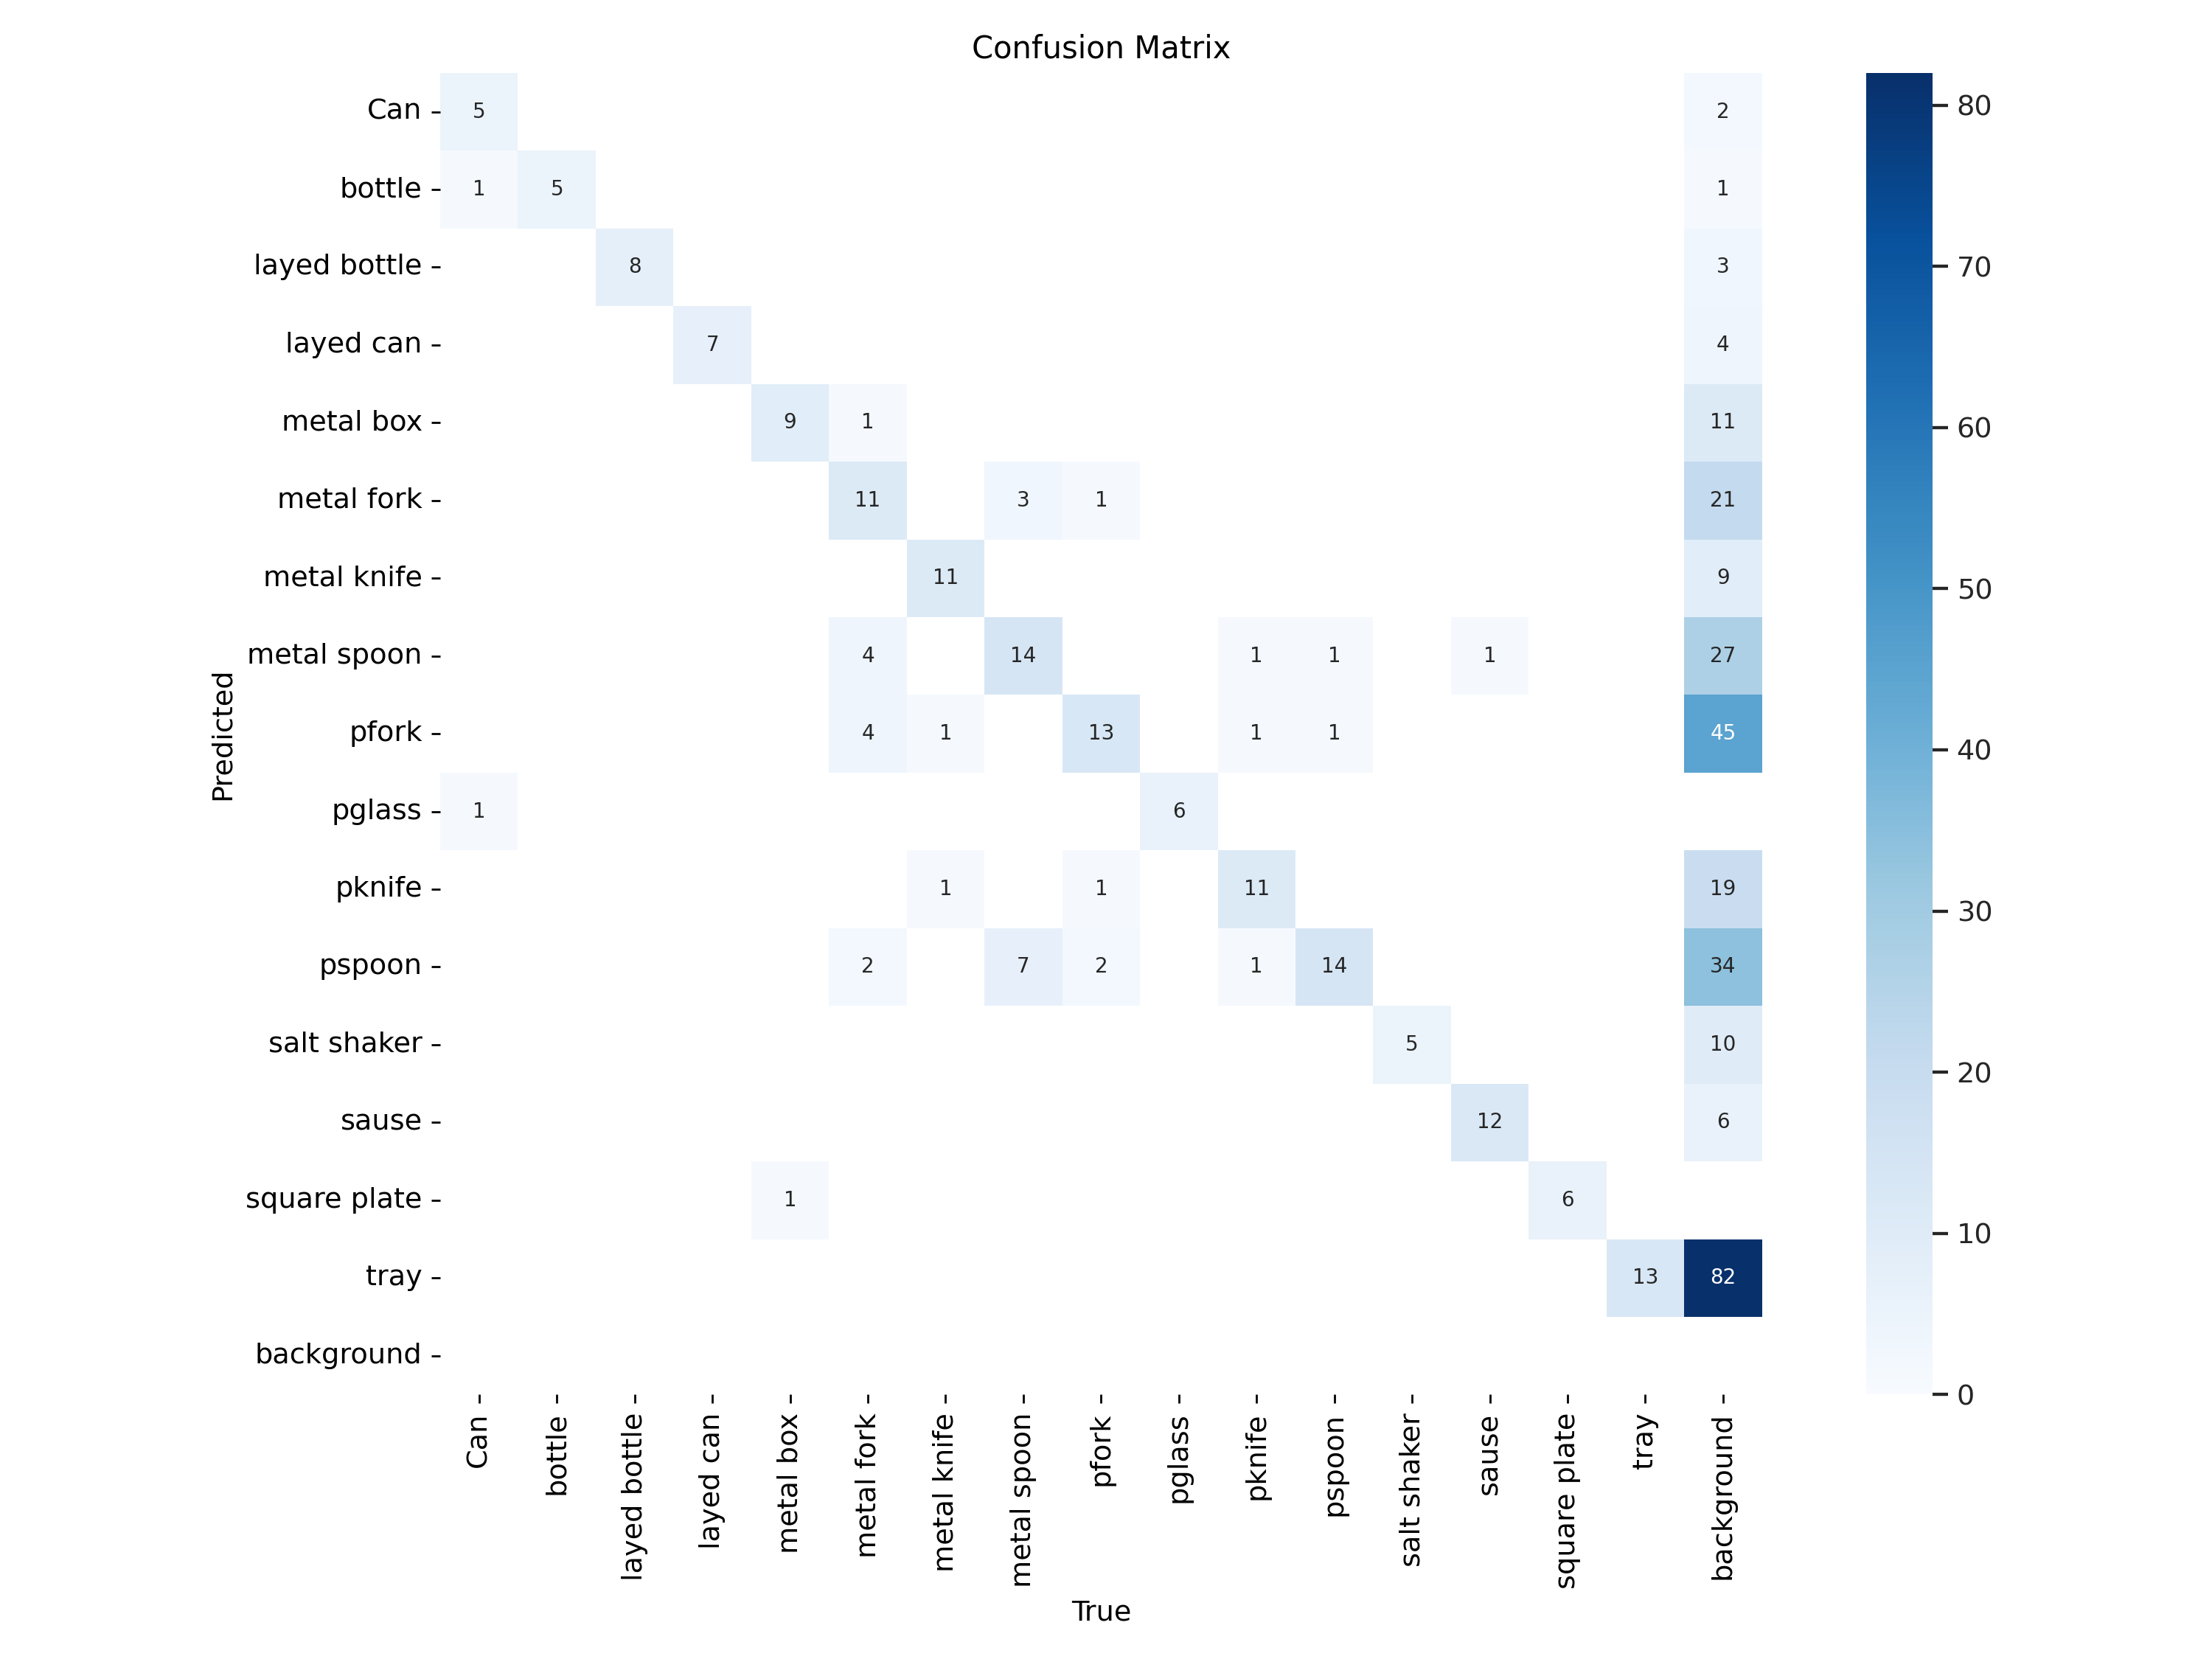 Confusion Matrix
Can 5 2 80
bottle 1 5 1
layed bottle 8 3 70
layed can 7 4
metal box 9 1 11 60
metal fork 11 3 1 21
metal knife 11 9 50
metal spoon 4 14 1 1 1 27
pfork 4 1 13 1 1 45 40
Predicted
pglass 1 6
pknife 1 1 11 19 30
pspoon 2 7 2 1 14 34
salt shaker 5 10 20
sause 12 6
square plate 1 6 10
tray 13 82
background 0
Can bottle layed bottle layed can metal box metal fork metal knife metal spoon pfork pglass pknife pspoon salt shaker sause square plate tray background
True